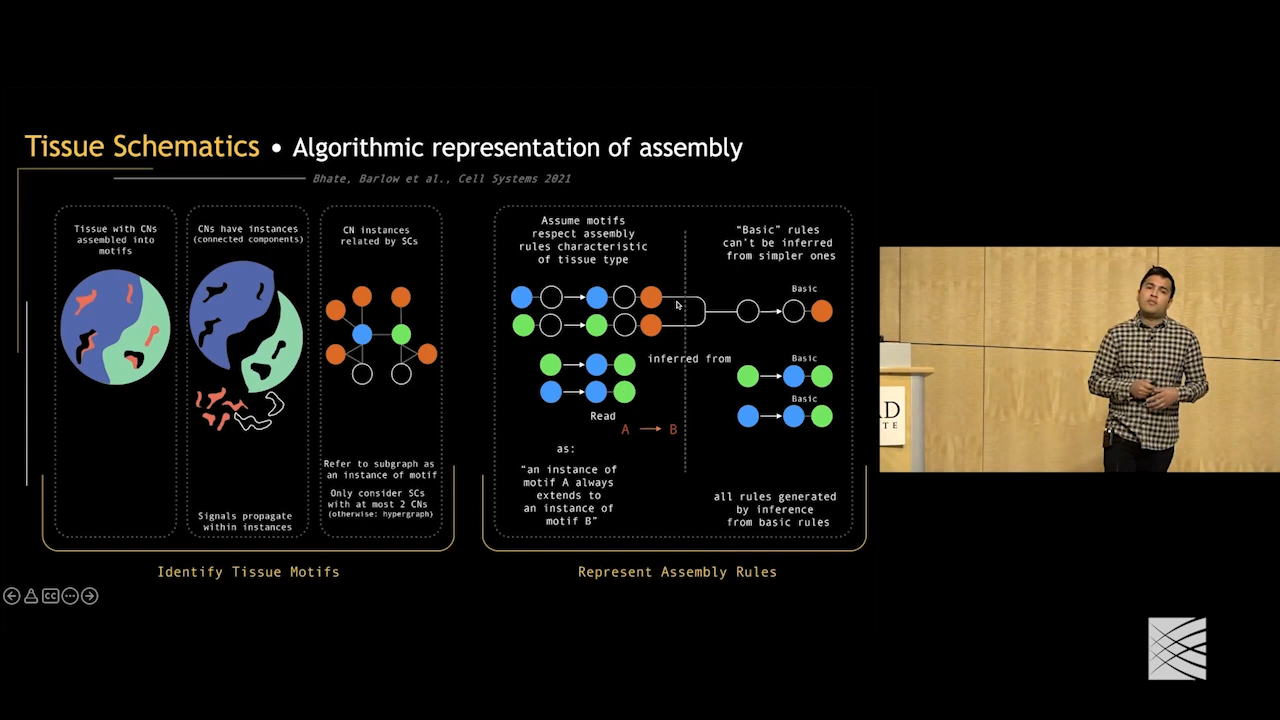 Tissue Schematics • Algorithmic representation of assembly
Bhate, Barlow et al., Cell Systems 2021
Tissue with CNs
assembled into
motifs
CNs have instances
(connected components)
Signals propagate
within instances
CN instances
related by SCs
Refer to subgraph as
an instance of motif
Only consider SCs
with at most 2 CNs
(otherwise: hypergraph)
Identify Tissue Motifs
Assume motifs
respect assembly
rules characteristic
of tissue type
inferred from
Read
A → B
as:
“an instance of
motif A always
extends to
an instance of
motif B”
“Basic” rules
can’t be inferred
from simpler ones
Basic
Basic
Basic
all rules generated
by inference
from basic rules
Represent Assembly Rules
CC
AD
TE